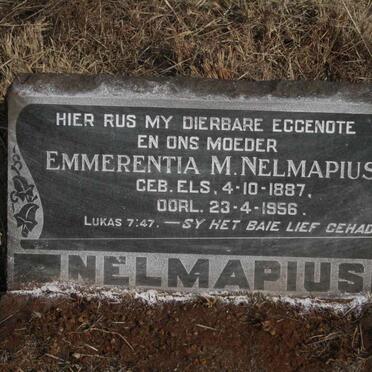 HIER RUS MY DIERBARE EGGENOTE
EN ONS MOEDER
EMMERENTIA M. NELMAPIUS
GEB. ELS, 4-10-1887,
OORL. 23-4-1956.
LUKAS 7:47. — SY HET BAIE LIEF GEHAD
NELMAPIUS